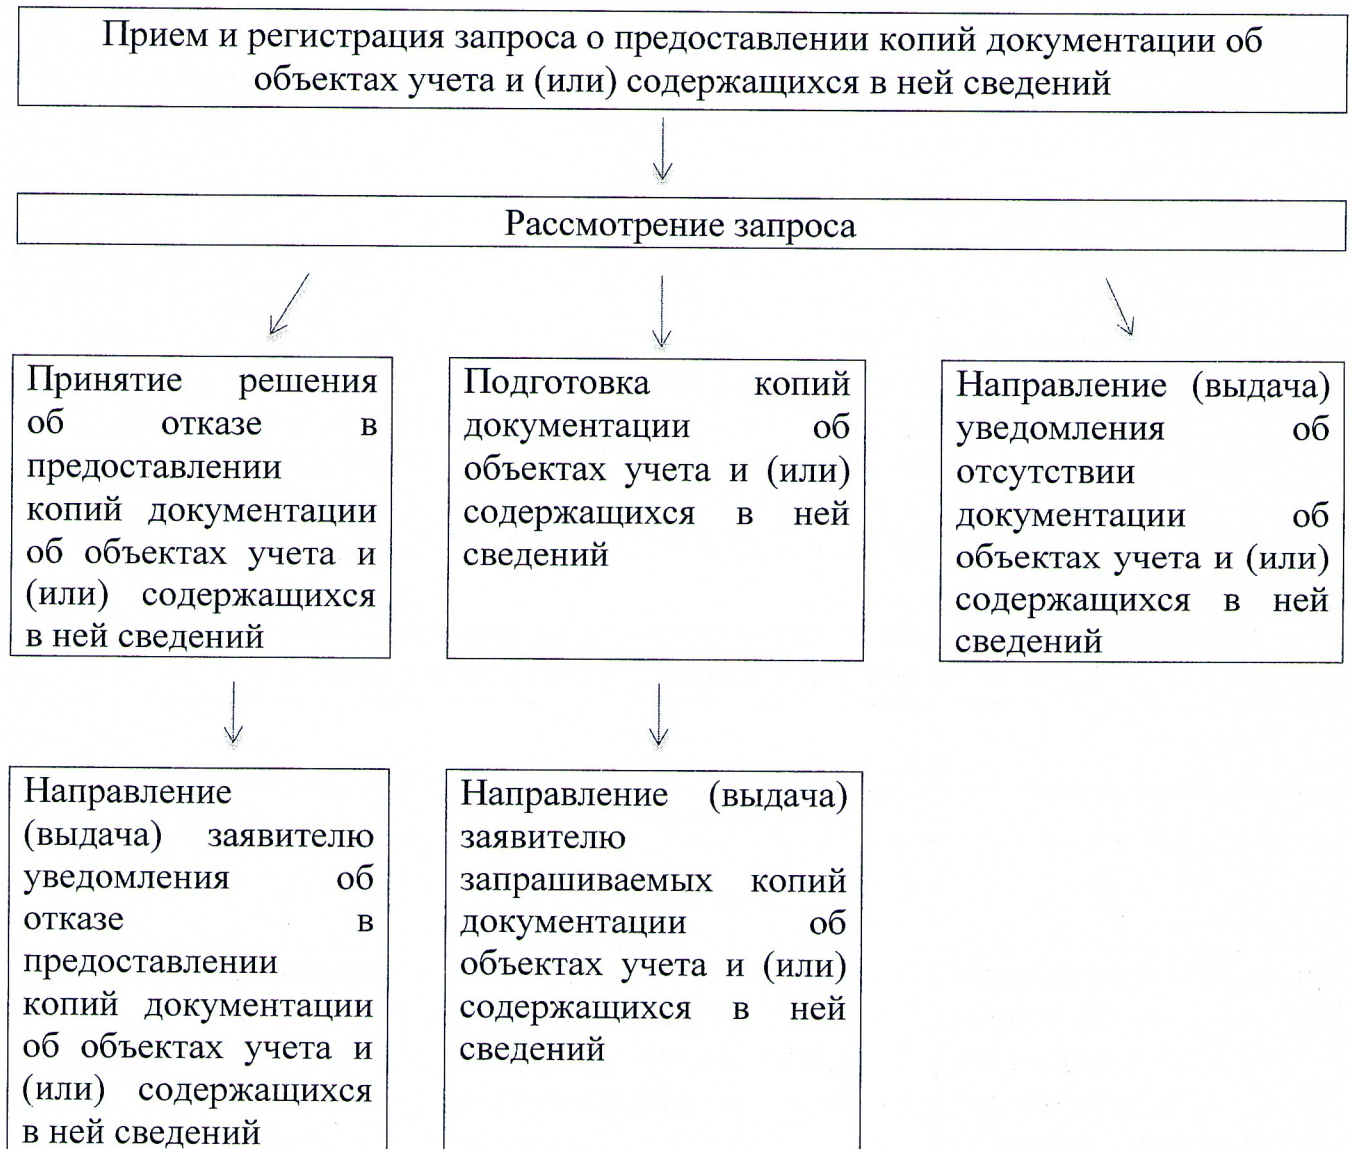 Прием и регистрация запроса о предоставлении копий документации об
объектах учета и (или) содержащихся в ней сведений
Рассмотрение запроса
Принятие решения
об отказе в
предоставлении
копий документации
об объектах учета и
(или) содержащихся
в ней сведений
Подготовка копий
документации об
объектах учета и (или)
содержащихся в ней
сведений
Направление (выдача)
уведомления об
отсутствии
документации об
объектах учета и (или)
содержащихся в ней
сведений
Направление
(выдача) заявителю
уведомления об
отказе в
предоставлении
копий документации
об объектах учета и
(или) содержащихся
в ней сведений
Направление (выдача)
заявителю
запрашиваемых копий
документации об
объектах учета и (или)
содержащихся в ней
сведений